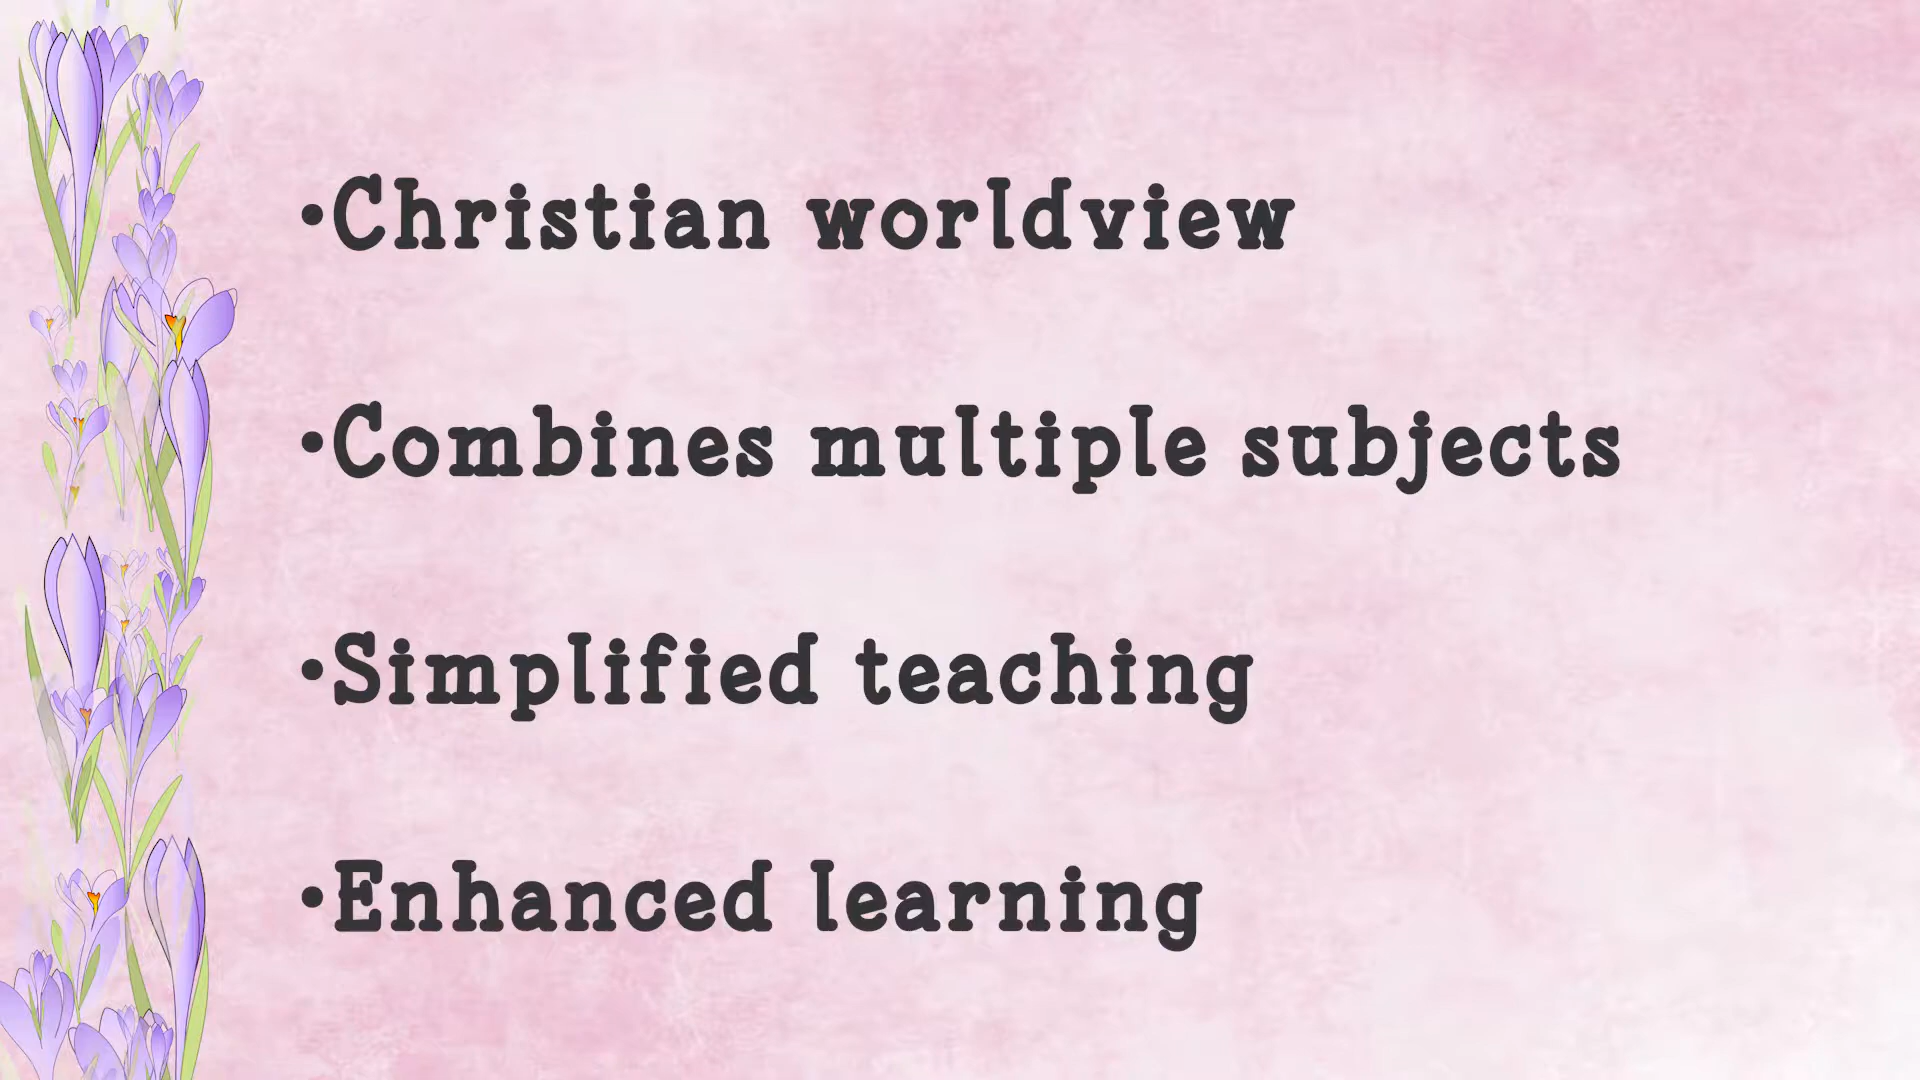 •Christian worldview
•Combines multiple subjects
•Simplified teaching
•Enhanced learning